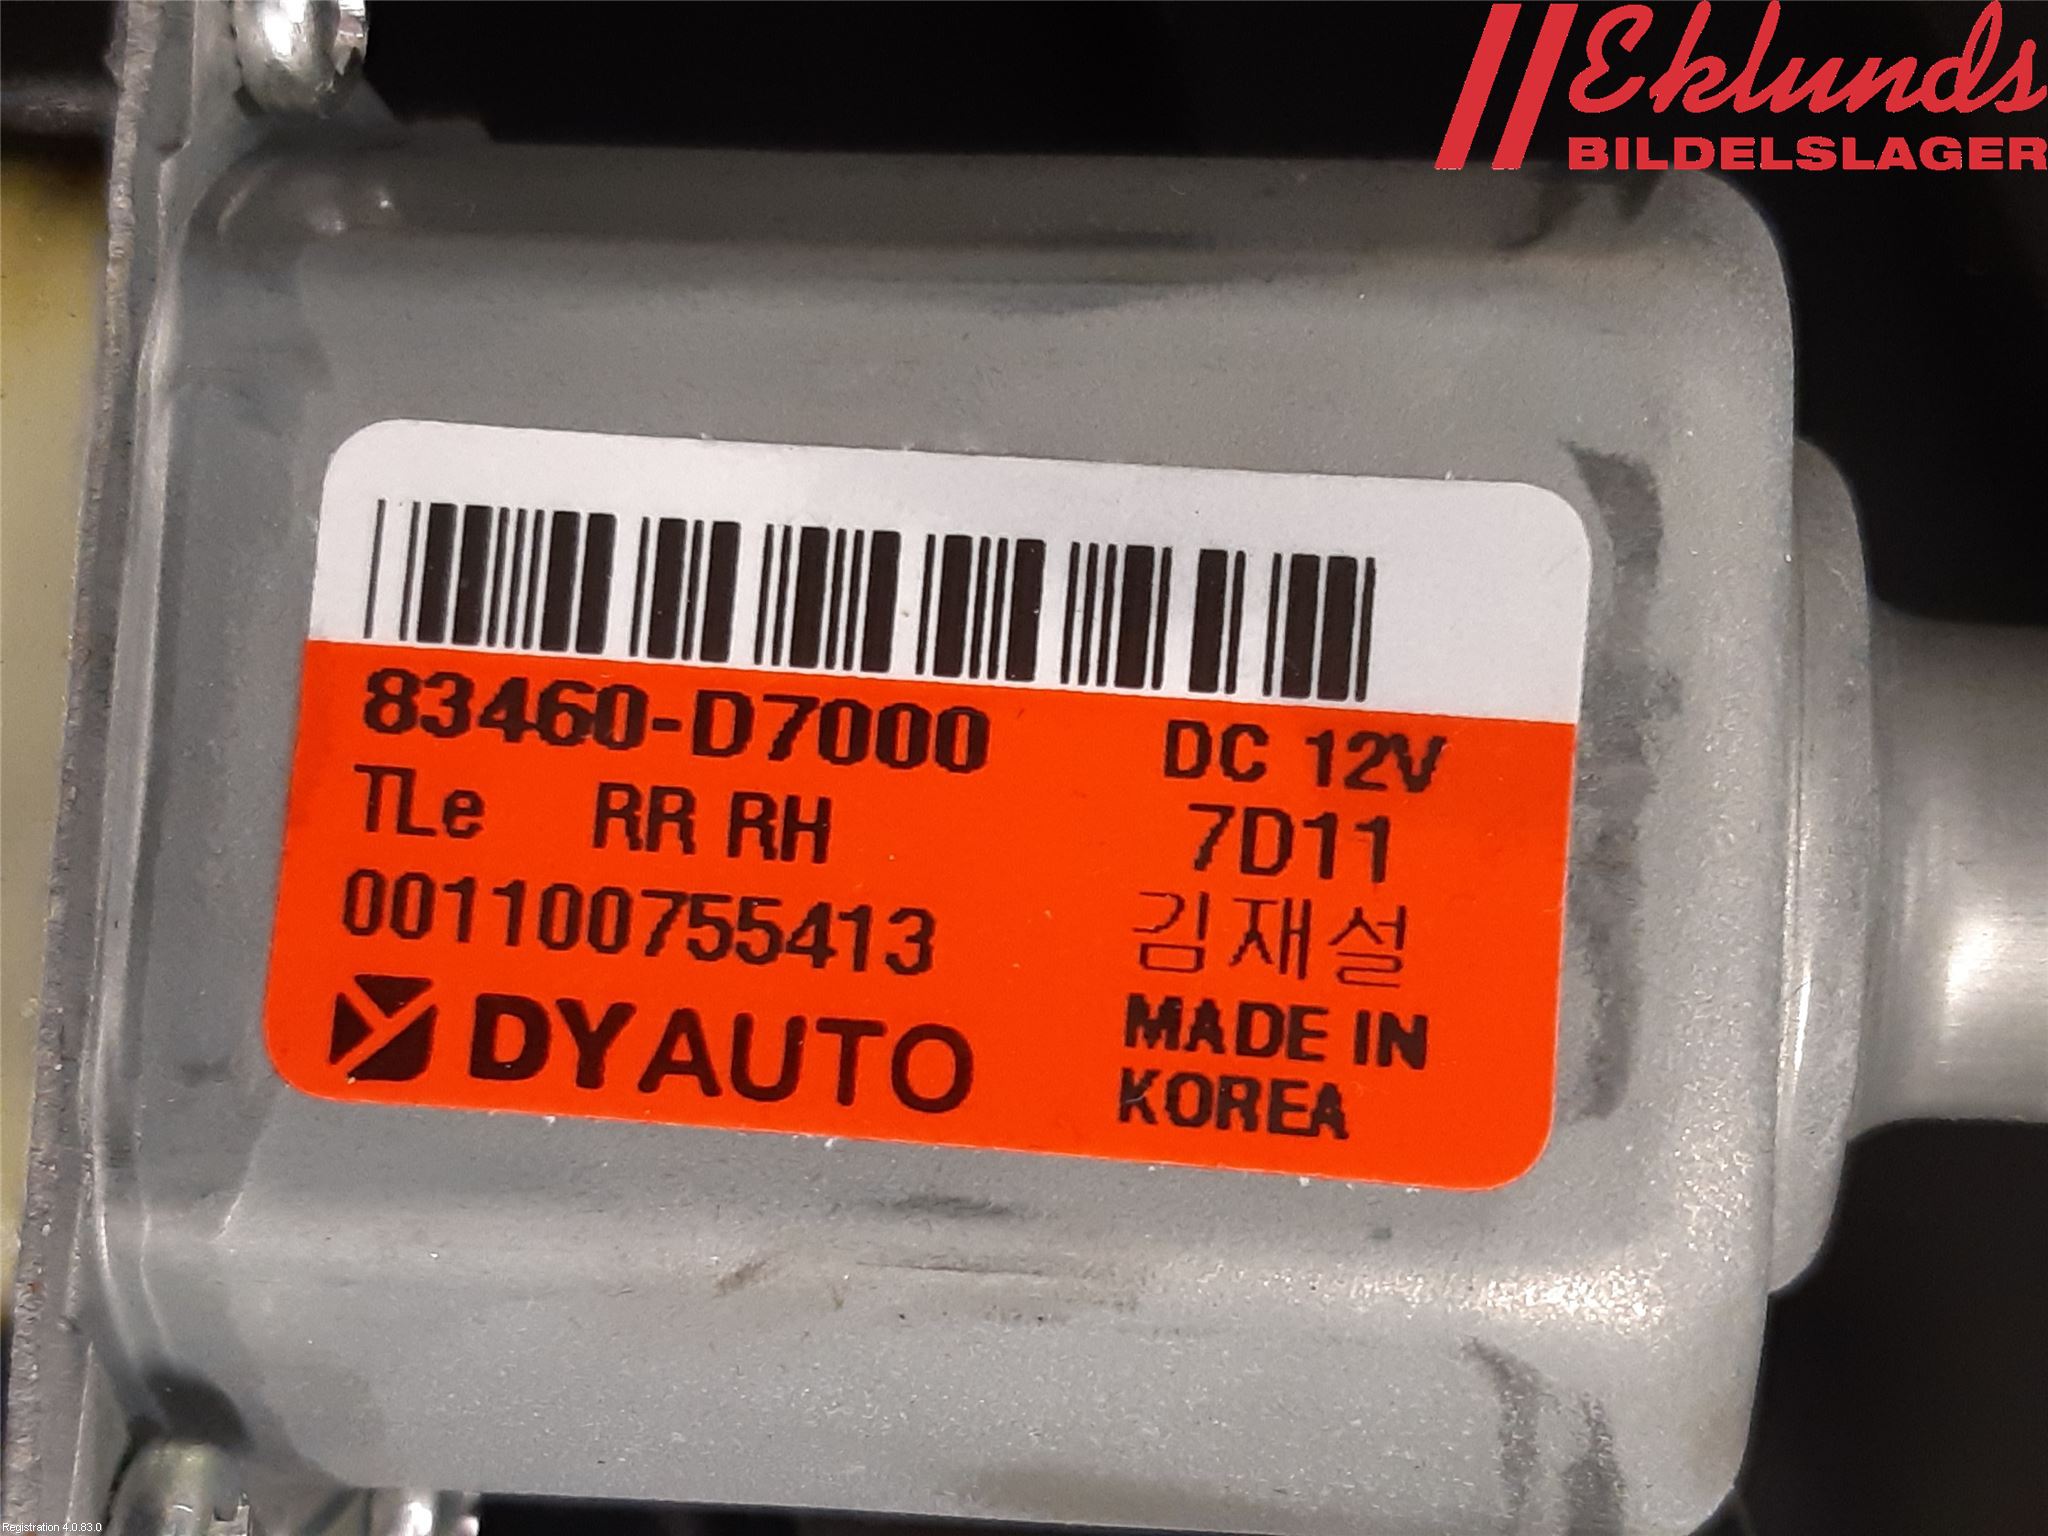 Eklunds
BILDELSLAGER
83460-D7000 DC 12V
TLe RR RH 7D11
001100755413 김재설
DYAUTO MADE IN
KOREA
Registration 4.0.83.0